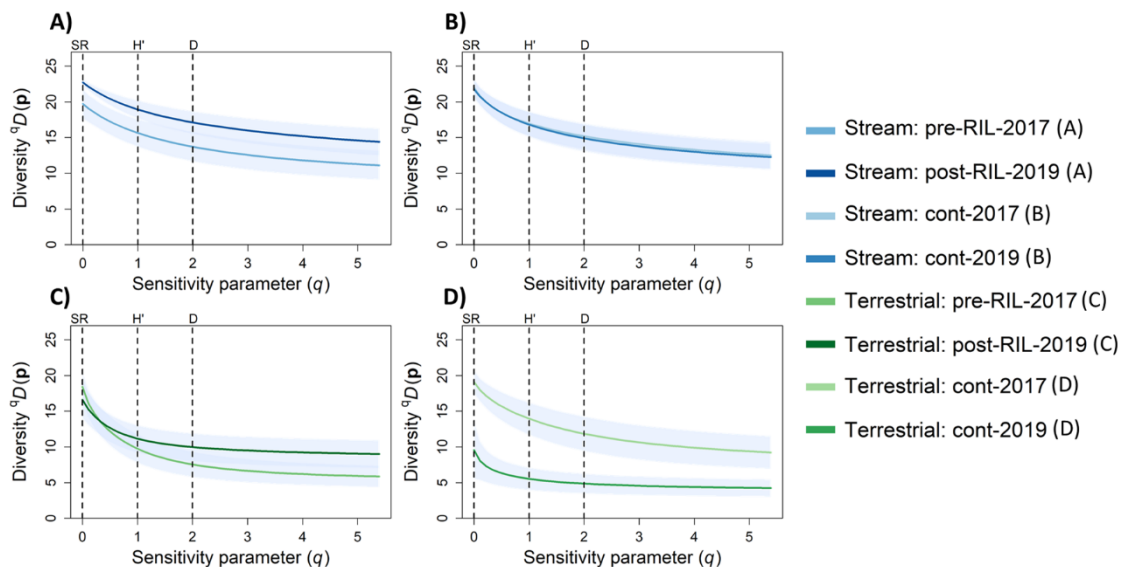 A)
SR H' D
25
20
15
10
5
0
Diversity qD(p)
0 1 2 3 4 5
Sensitivity parameter (q)
B)
SR H' D
25
20
15
10
5
0
Diversity qD(p)
0 1 2 3 4 5
Sensitivity parameter (q)
C)
SR H' D
25
20
15
10
5
0
Diversity qD(p)
0 1 2 3 4 5
Sensitivity parameter (q)
D)
SR H' D
25
20
15
10
5
0
Diversity qD(p)
0 1 2 3 4 5
Sensitivity parameter (q)
Stream: pre-RIL-2017 (A)
Stream: post-RIL-2019 (A)
Stream: cont-2017 (B)
Stream: cont-2019 (B)
Terrestrial: pre-RIL-2017 (C)
Terrestrial: post-RIL-2019 (C)
Terrestrial: cont-2017 (D)
Terrestrial: cont-2019 (D)